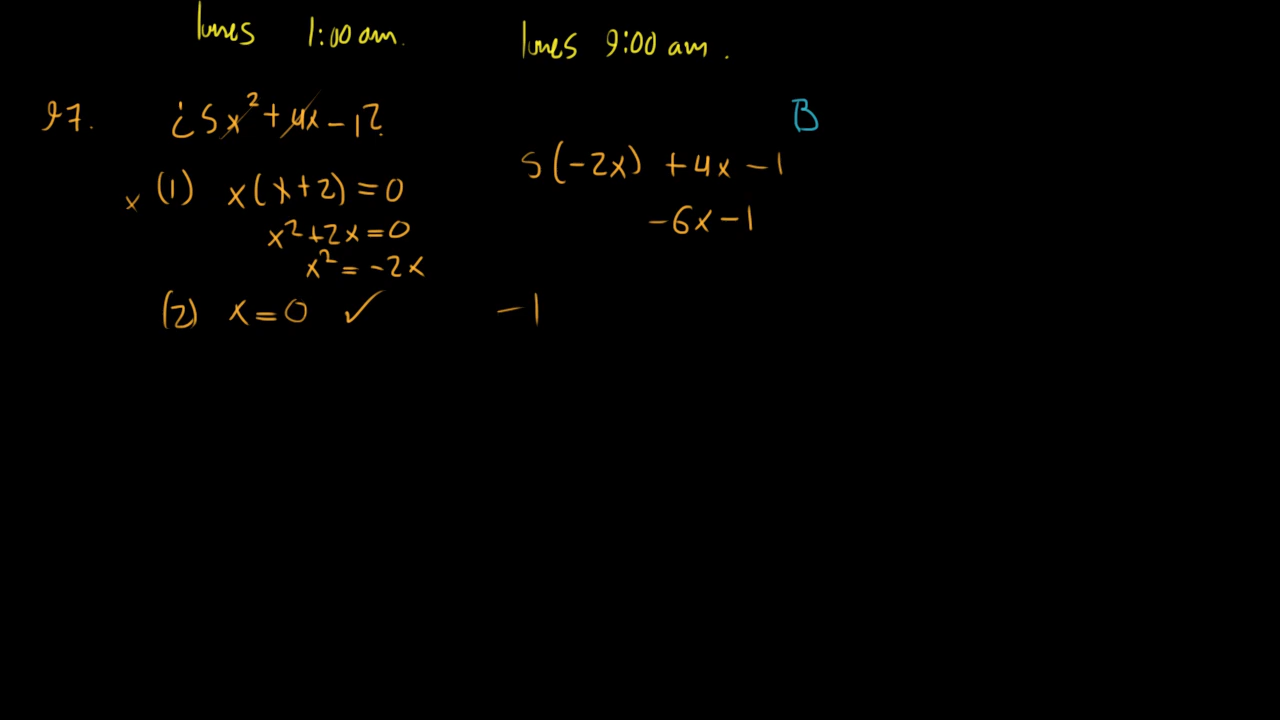 lunes 1:00 am. lunes 9:00 am.
97. ¿5x²+4x-1? B
5(-2x) +4x -1
x (1) x(x+2)=0
-6x-1
x²+2x=0
x²=-2x
(2) x=0 ✓ -1